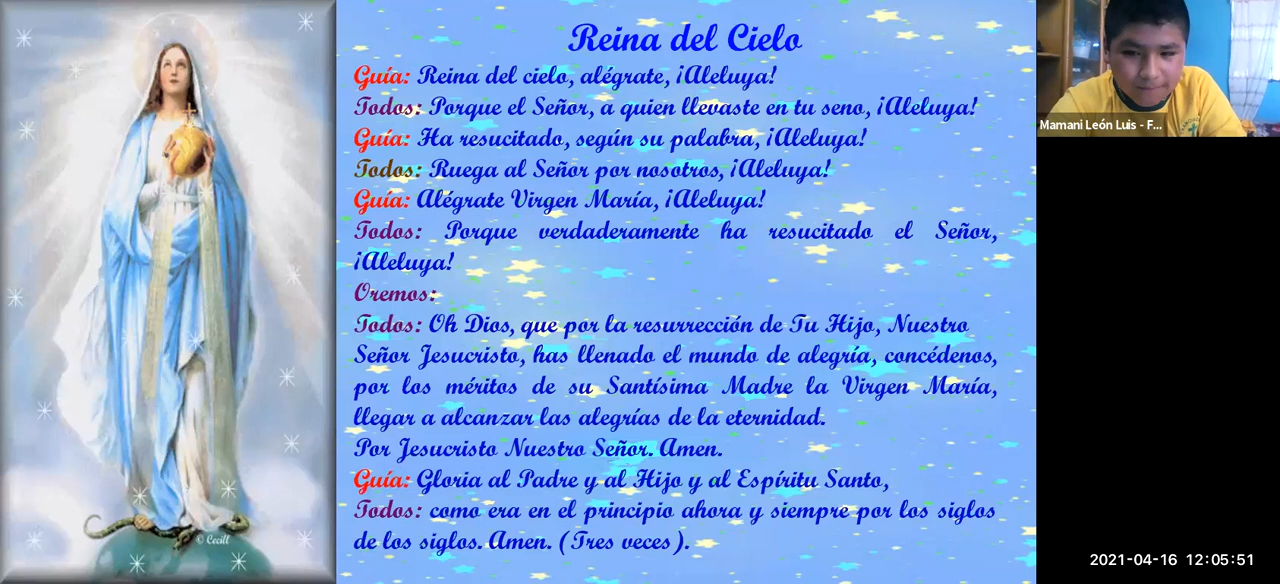 Reina del Cielo
Guía: Reina del cielo, alégrate, ¡Aleluya!
Todos: Porque el Señor, a quien llevaste en tu seno, ¡Aleluya!
Guía: Ha resucitado, según su palabra, ¡Aleluya!
Todos: Ruega al Señor por nosotros, ¡Aleluya!
Guía: Alégrate Virgen María, ¡Aleluya!
Todos: Porque verdaderamente ha resucitado el Señor,
¡Aleluya!
Oremos:
Todos: Oh Dios, que por la resurrección de Tu Hijo, Nuestro
Señor Jesucristo, has llenado el mundo de alegría, concédenos,
por los méritos de su Santísima Madre la Virgen María,
llegar a alcanzar las alegrías de la eternidad.
Por Jesucristo Nuestro Señor. Amen.
Guía: Gloria al Padre y al Hijo y al Espíritu Santo,
Todos: como era en el principio ahora y siempre por los siglos
de los siglos. Amen. (Tres veces).
© Cecill
Mamani León Luis - F...
2021-04-16 12:05:51